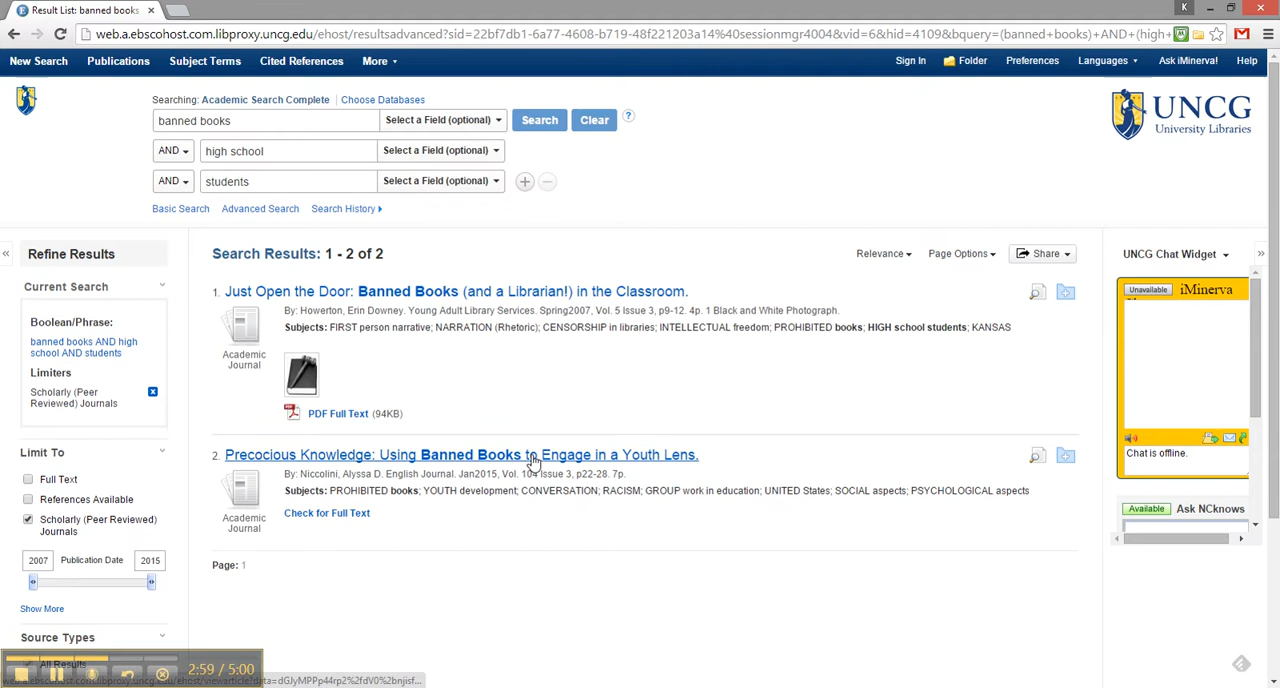 Result List: banned books
K
web.a.ebscohost.com.libproxy.uncg.edu/ehost/resultsadvanced?sid=22bf7db1-6a77-4608-b719-48f221203a14%40sessionmgr4004&vid=6&hid=4109&bquery=(banned+books)+AND+(high+
New Search Publications Subject Terms Cited References More Sign In Folder Preferences Languages Ask iMinerva! Help
Searching: Academic Search Complete | Choose Databases
banned books Select a Field (optional) Search Clear ?
AND high school Select a Field (optional)
AND students Select a Field (optional)
Basic Search Advanced Search Search History
UNCG
University Libraries
Refine Results
Current Search
Boolean/Phrase:
banned books AND high
school AND students
Limiters
Scholarly (Peer
Reviewed) Journals
Limit To
Full Text
References Available
Scholarly (Peer Reviewed)
Journals
2007 Publication Date 2015
Show More
Source Types
All Results
Search Results: 1 - 2 of 2 Relevance Page Options Share
1. Just Open the Door: Banned Books (and a Librarian!) in the Classroom.
By: Howerton, Erin Downey. Young Adult Library Services. Spring2007, Vol. 5 Issue 3, p9-12. 4p. 1 Black and White Photograph.
Subjects: FIRST person narrative; NARRATION (Rhetoric); CENSORSHIP in libraries; INTELLECTUAL freedom; PROHIBITED books; HIGH school students; KANSAS
Academic
Journal
PDF Full Text (94KB)
2. Precocious Knowledge: Using Banned Books to Engage in a Youth Lens.
By: Niccolini, Alyssa D. English Journal. Jan2015, Vol. 10 Issue 3, p22-28. 7p.
Subjects: PROHIBITED books; YOUTH development; CONVERSATION; RACISM; GROUP work in education; UNITED States; SOCIAL aspects; PSYCHOLOGICAL aspects
Academic
Journal
Check for Full Text
Page: 1
UNCG Chat Widget
Unavailable iMinerva
Chat is offline.
Available Ask NCknows
2:59 / 5:00